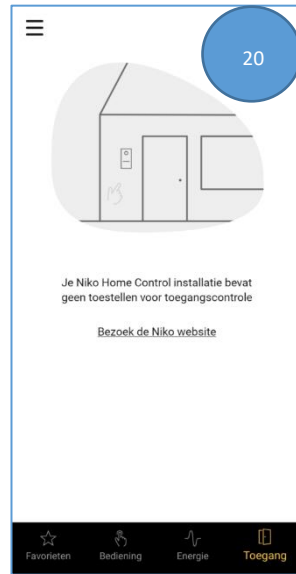 20
Je Niko Home Control installatie bevat
geen toestellen voor toegangscontrole
Bezoek de Niko website
Favorieten Bediening Energie Toegang